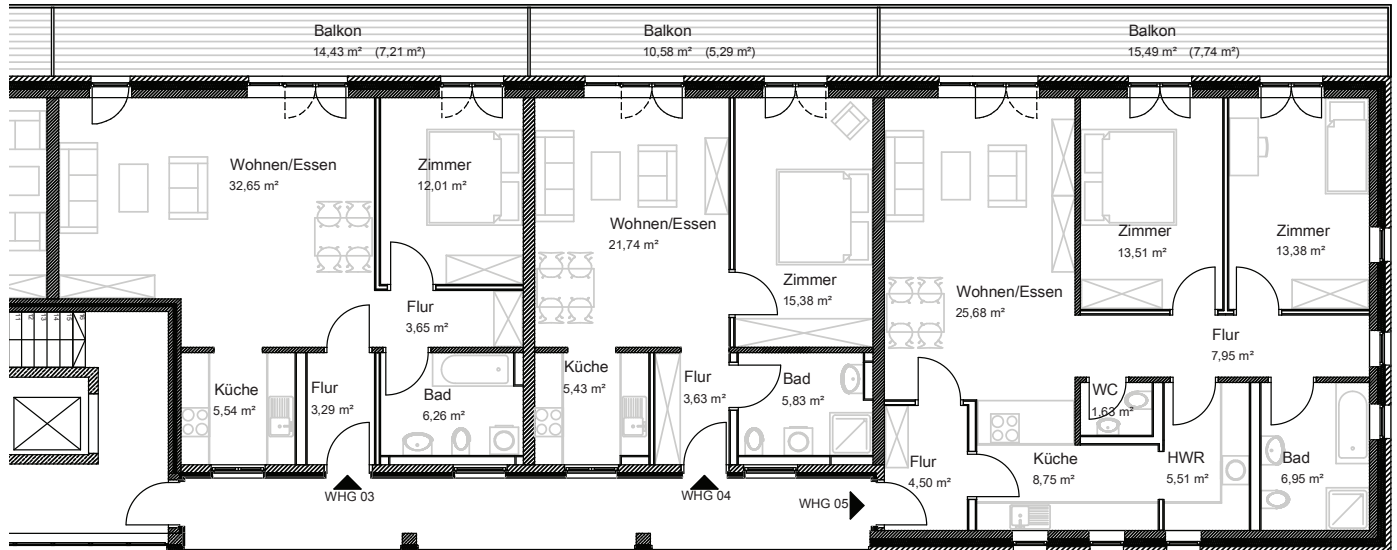 Balkon
14,43 m² (7,21 m²)
Balkon
10,58 m² (5,29 m²)
Balkon
15,49 m² (7,74 m²)
Wohnen/Essen
32,65 m²
Zimmer
12,01 m²
Flur
3,65 m²
Küche
5,54 m²
Flur
3,29 m²
Bad
6,26 m²
WHG 03
Wohnen/Essen
21,74 m²
Zimmer
15,38 m²
Küche
5,43 m²
Flur
3,63 m²
Bad
5,83 m²
WHG 04
WHG 05
Wohnen/Essen
25,68 m²
Zimmer
13,51 m²
Zimmer
13,38 m²
Flur
7,95 m²
WC
1,63 m²
Flur
4,50 m²
Küche
8,75 m²
HWR
5,51 m²
Bad
6,95 m²